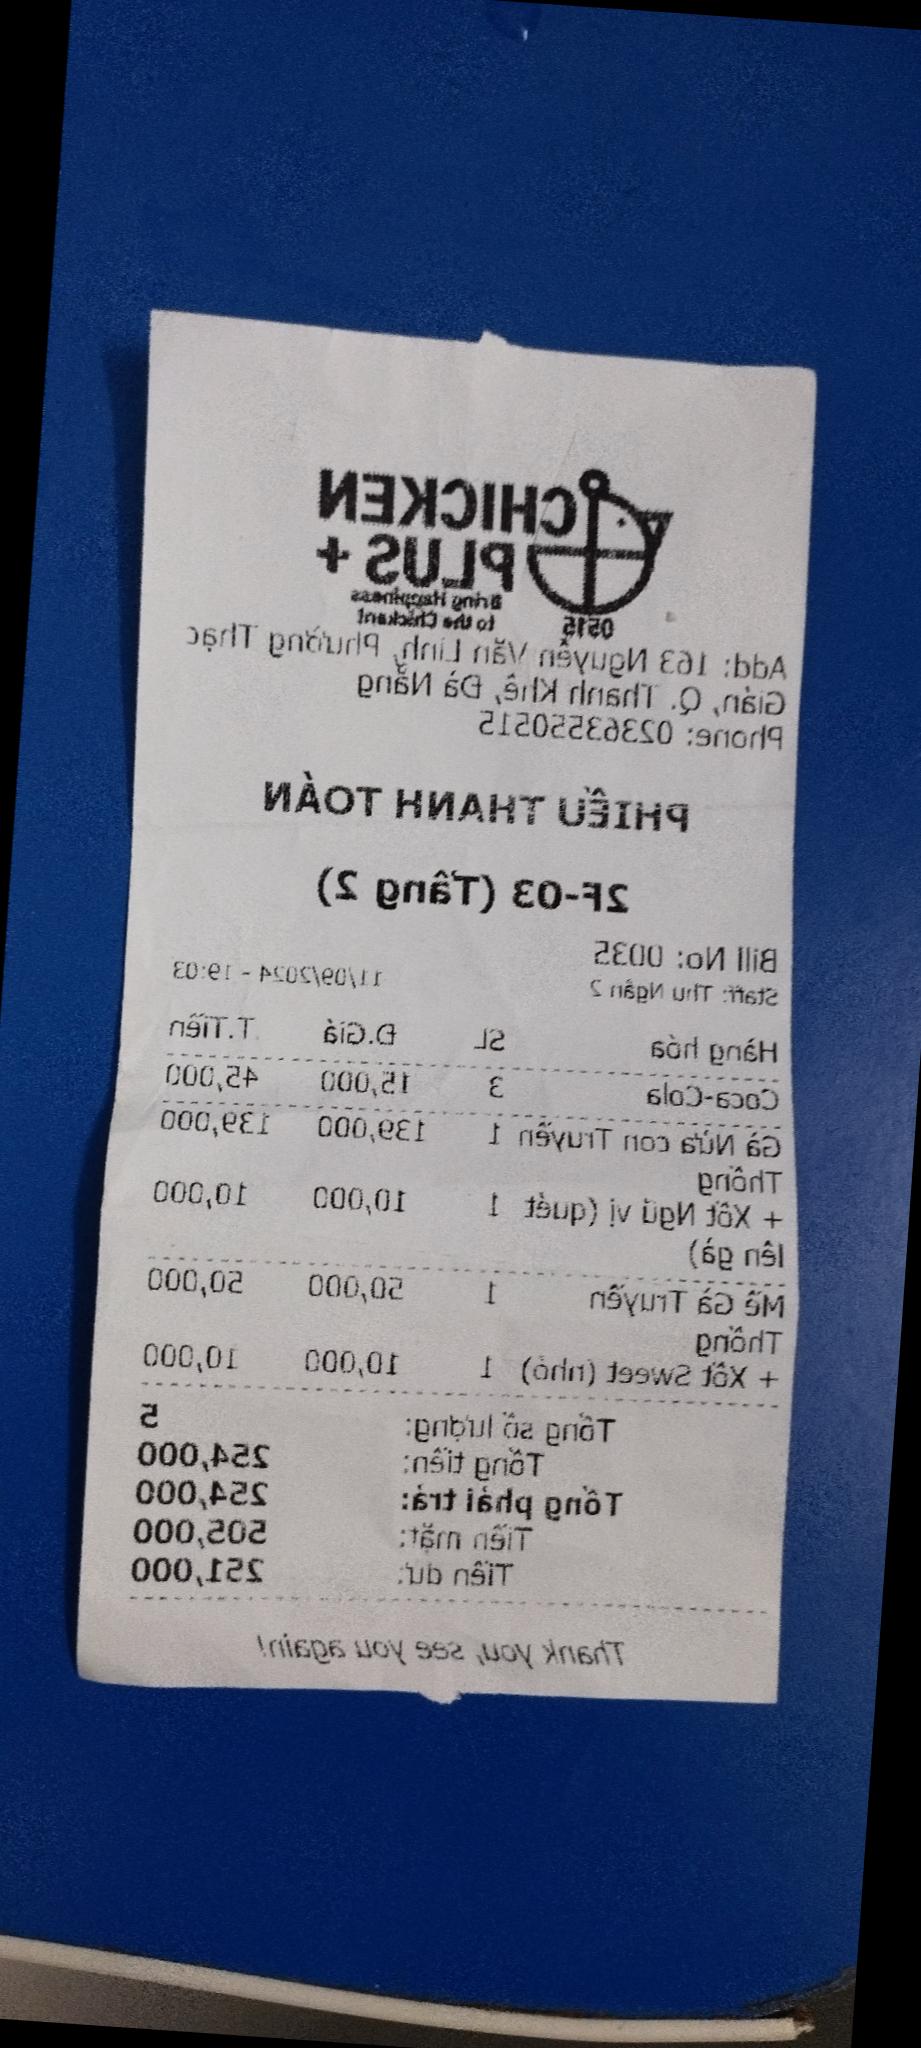 CHICKEN
PLUS +
Bring Happiness
to the Chickent
0515
Add: 163 Nguyễn Văn Linh, Phường Thạc
Gián, Q. Thanh Khê, Đà Nẵng
Phone: 02363550515
PHIẾU THANH TOÁN
2F-03 (Tầng 2)
Bill No: 0035
Staff: Thu Ngân 2 11/09/2024 - 19:03
Hàng hóa SL Đ.Giá T.Tiền
Coca-Cola 3 15,000 45,000
Gà Nửa con Truyền 1 139,000 139,000
Thống
+ Xốt Ngũ vị (quét 1 10,000 10,000
lên gà)
Mề Gà Truyền 1 50,000 50,000
Thống
+ Xốt Sweet (nhỏ) 1 10,000 10,000
Tổng số lượng: 5
Tổng tiền: 254,000
Tổng phải trả: 254,000
Tiền mặt: 505,000
Tiền dư: 251,000
Thank you, see you again!